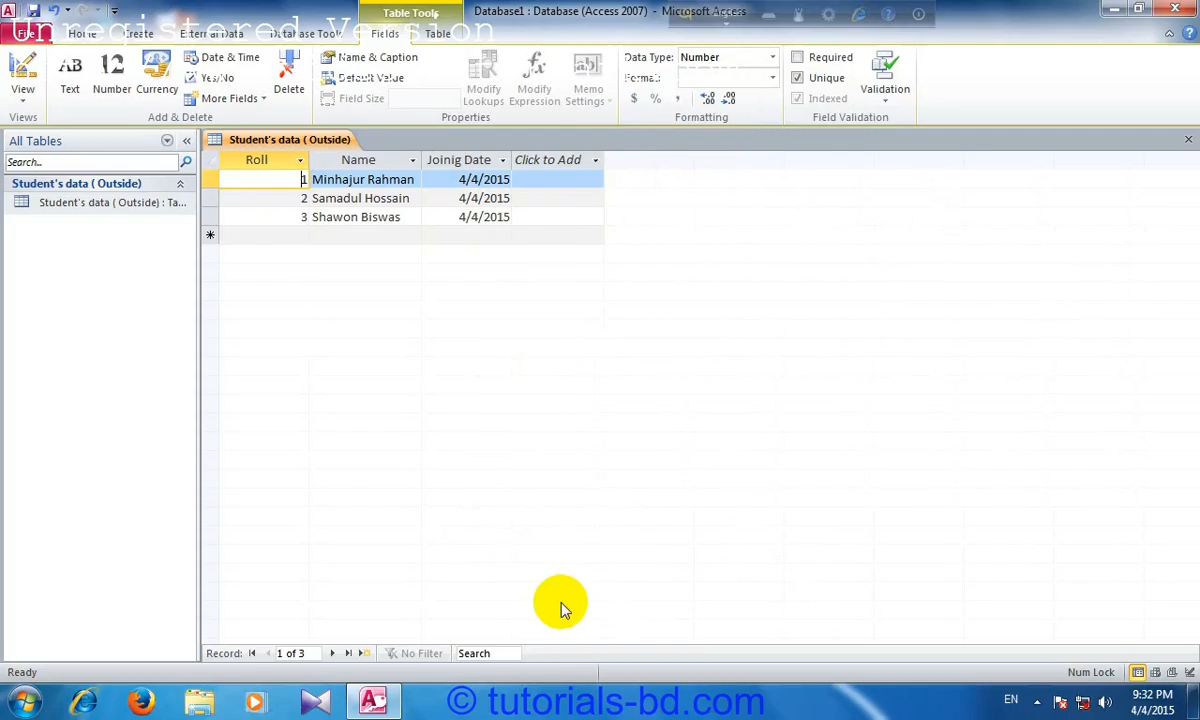 Table Tools
Database1 : Database (Access 2007) - Microsoft Access
Unregistered Version
File Home Create External Data Database Tools Fields Table
View
Views
AB
Text
12
Number
Currency
Date & Time
Yes/No
More Fields
Delete
Add & Delete
Name & Caption
Default Value
Field Size
Modify Lookups
fx
Modify Expression
ab
Memo Settings
Properties
Data Type: Number
Format:
$ % , .00 .00
Formatting
Required
Unique
Indexed
Validation
Field Validation
All Tables
Search...
Student's data ( Outside)
Student's data ( Outside) : Ta...
Student's data ( Outside)
Roll Name Joinig Date Click to Add
1 Minhajur Rahman 4/4/2015
2 Samadul Hossain 4/4/2015
3 Shawon Biswas 4/4/2015
Record: 1 of 3 No Filter Search
Ready
Num Lock
© tutorials-bd.com
EN
9:32 PM
4/4/2015